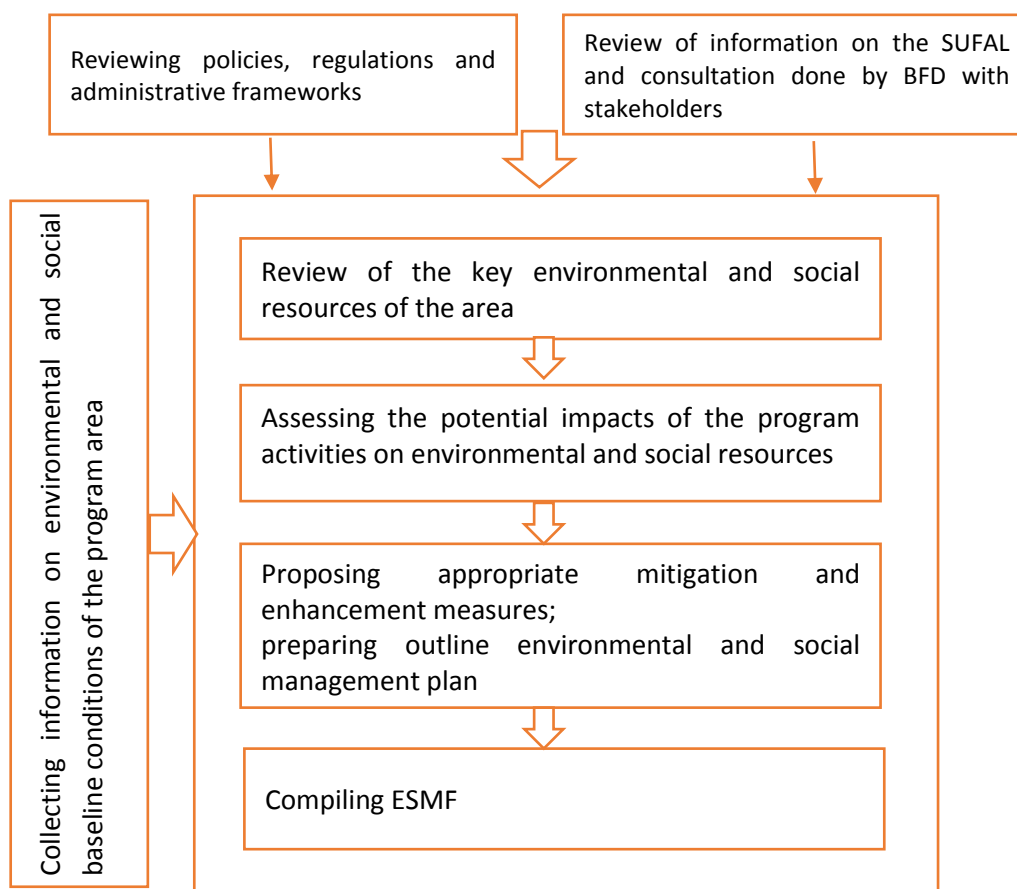 Reviewing policies, regulations and
administrative frameworks
Review of information on the SUFAL
and consultation done by BFD with
stakeholders
Collecting information on environmental and social
baseline conditions of the program area
Review of the key environmental and social
resources of the area
Assessing the potential impacts of the program
activities on environmental and social resources
Proposing appropriate mitigation and
enhancement measures;
preparing outline environmental and social
management plan
Compiling ESMF